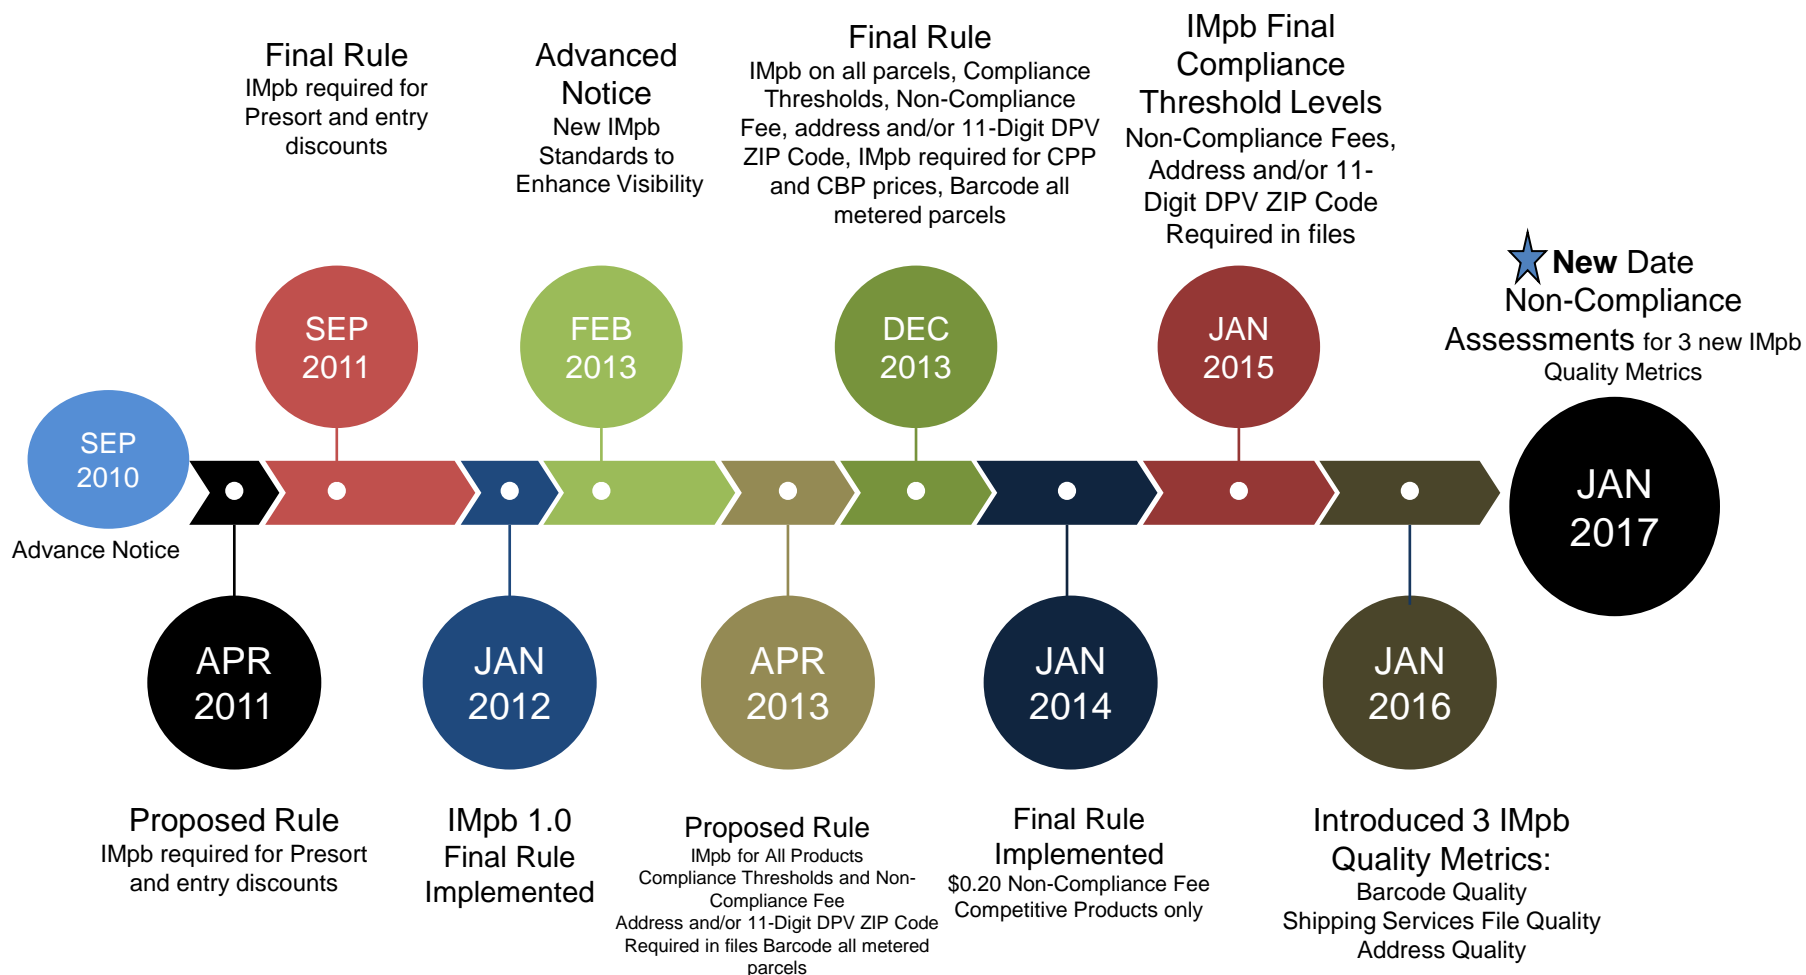 Final Rule
IMpb required for
Presort and entry
discounts
Advanced
Notice
New IMpb
Standards to
Enhance Visibility
Final Rule
IMpb on all parcels, Compliance
Thresholds, Non-Compliance
Fee, address and/or 11-Digit DPV
ZIP Code, IMpb required for CPP
and CBP prices, Barcode all
metered parcels
IMpb Final
Compliance
Threshold Levels
Non-Compliance Fees,
Address and/or 11-
Digit DPV ZIP Code
Required in files
New Date
Non-Compliance
Assessments for 3 new IMpb
Quality Metrics
SEP
2011
FEB
2013
DEC
2013
JAN
2015
SEP
2010
Advance Notice
JAN
2017
APR
2011
JAN
2012
APR
2013
JAN
2014
JAN
2016
Proposed Rule
IMpb required for Presort
and entry discounts
IMpb 1.0
Final Rule
Implemented
Proposed Rule
IMpb for All Products
Compliance Thresholds and Non-
Compliance Fee
Address and/or 11-Digit DPV ZIP Code
Required in files Barcode all metered
parcels
Final Rule
Implemented
$0.20 Non-Compliance Fee
Competitive Products only
Introduced 3 IMpb
Quality Metrics:
Barcode Quality
Shipping Services File Quality
Address Quality